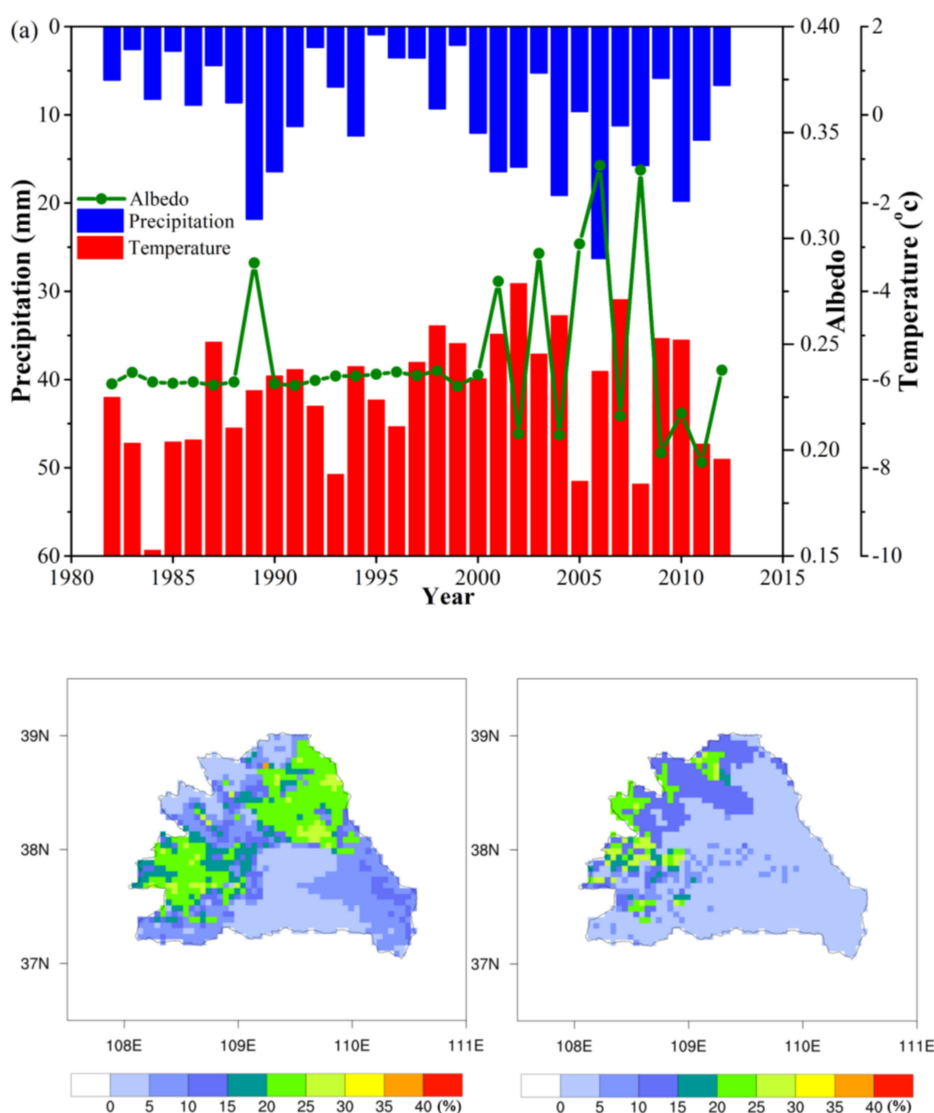 (a)
0
10
20
30
40
50
60
Precipitation (mm)
Albedo
Precipitation
Temperature
1980
1985
1990
1995
2000
2005
2010
2015
Year
0.40
0.35
0.30
0.25
0.20
0.15
Albedo
2
0
-2
-4
-6
-8
-10
Temperature (°c)
39N
38N
37N
108E
109E
110E
111E
0 5 10 15 20 25 30 35 40 (%)
39N
38N
37N
108E
109E
110E
111E
0 5 10 15 20 25 30 35 40 (%)